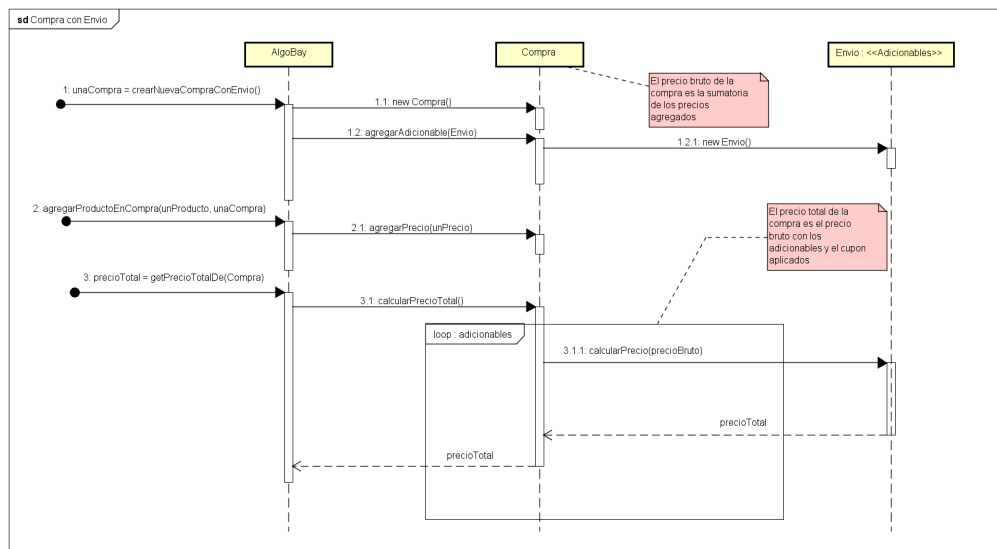 sd Compra con Envio
AlgoBay
Compra
Envio : <<Adicionables>>
El precio bruto de la
compra es la sumatoria
de los precios
agregados
1: unaCompra = crearNuevaCompraConEnvio()
1.1: new Compra()
1.2: agregarAdicionable(Envio)
1.2.1: new Envio()
2: agregarProductoEnCompra(unProducto, unaCompra)
2.1: agregarPrecio(unPrecio)
El precio total de la
compra es el precio
bruto con los
adicionables y el cupon
aplicados
3: precioTotal = getPrecioTotalDe(Compra)
3.1: calcularPrecioTotal()
loop : adicionables
3.1.1: calcularPrecio(precioBruto)
precioTotal
precioTotal